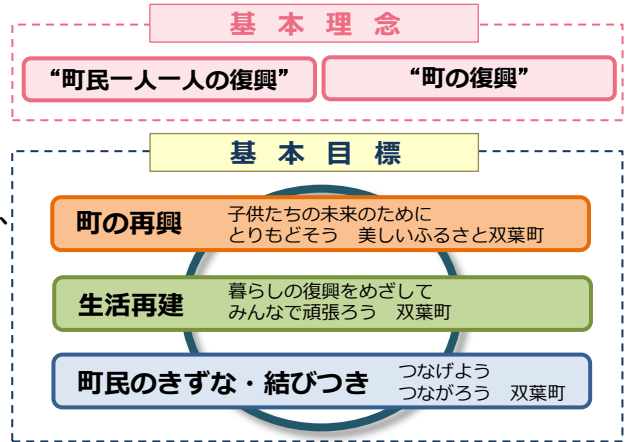 基本理念
“町民一人一人の復興”
“町の復興”
基本目標
町の再興
子供たちの未来のために
とりもどそう　美しいふるさと双葉町
生活再建
暮らしの復興をめざして
みんなで頑張ろう　双葉町
町民のきずな・結びつき
つなげよう
つながろう　双葉町
、